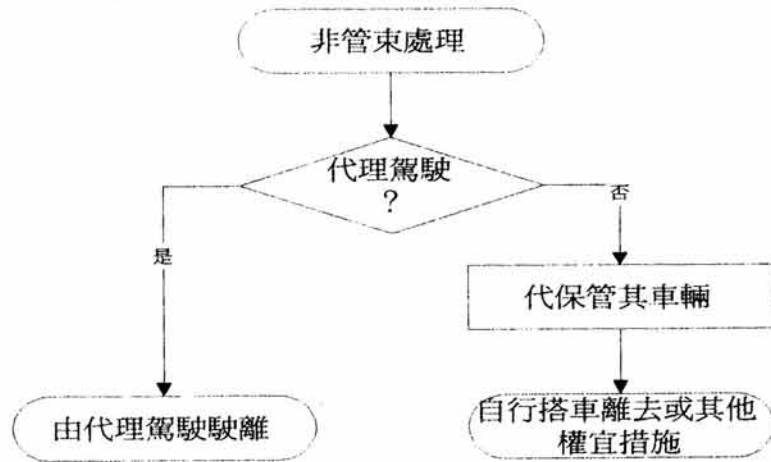 非管束處理
代理駕駛
?
否
是
代保管其車輛
由代理駕駛駛離
自行搭車離去或其他
權宜措施